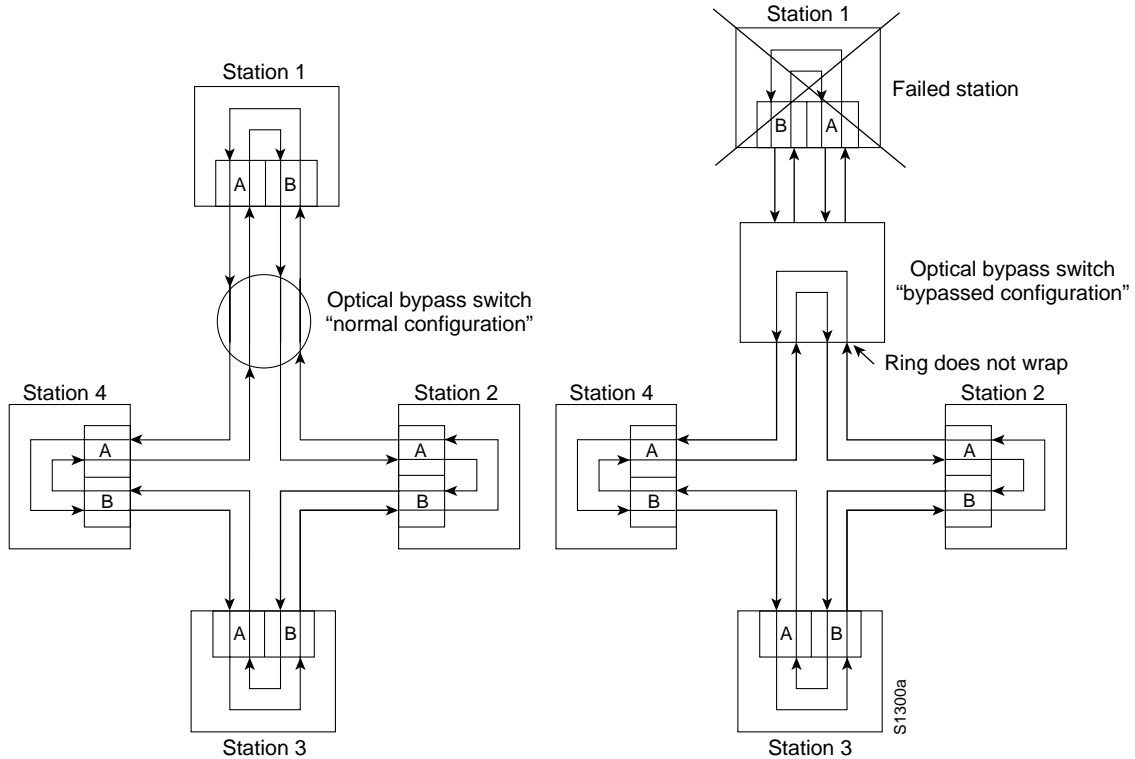 Station 1
A
B
Optical bypass switch
“normal configuration”
Station 4
A
B
Station 2
A
B
A
B
Station 3
Station 1
Failed station
B
A
Optical bypass switch
“bypassed configuration”
Ring does not wrap
Station 4
A
B
Station 2
A
B
A
B
Station 3
S1300a